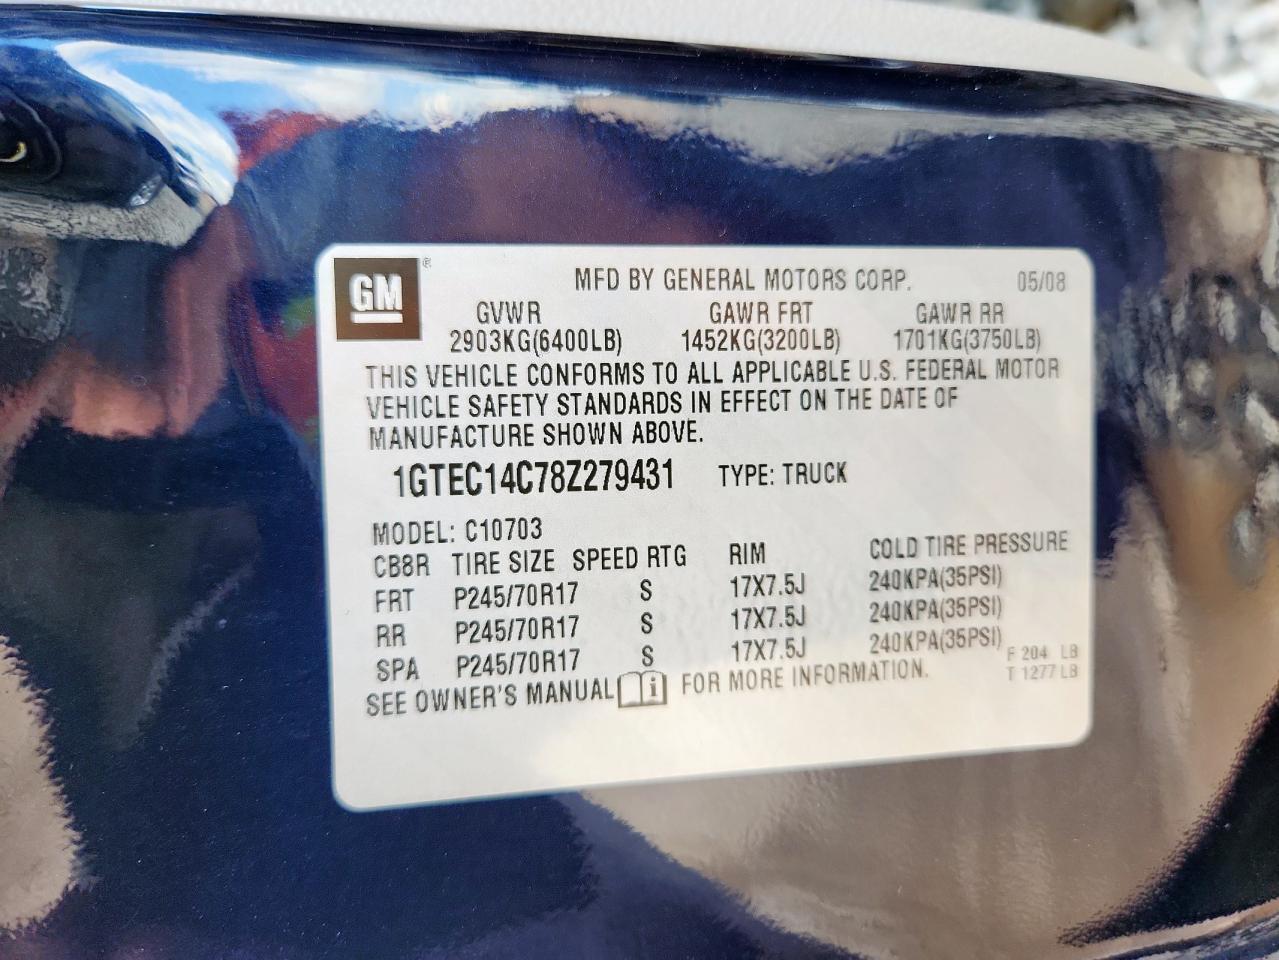 GM ®
MFD BY GENERAL MOTORS CORP. 05/08
GVWR GAWR FRT GAWR RR
2903KG(6400LB) 1452KG(3200LB) 1701KG(3750LB)
THIS VEHICLE CONFORMS TO ALL APPLICABLE U.S. FEDERAL MOTOR
VEHICLE SAFETY STANDARDS IN EFFECT ON THE DATE OF
MANUFACTURE SHOWN ABOVE.
1GTEC14C78Z279431 TYPE: TRUCK
MODEL: C10703
CB8R TIRE SIZE SPEED RTG RIM COLD TIRE PRESSURE
FRT P245/70R17 S 17X7.5J 240KPA(35PSI)
RR P245/70R17 S 17X7.5J 240KPA(35PSI)
SPA P245/70R17 S 17X7.5J 240KPA(35PSI)
F 204 LB
T 1277 LB
SEE OWNER'S MANUAL i FOR MORE INFORMATION.